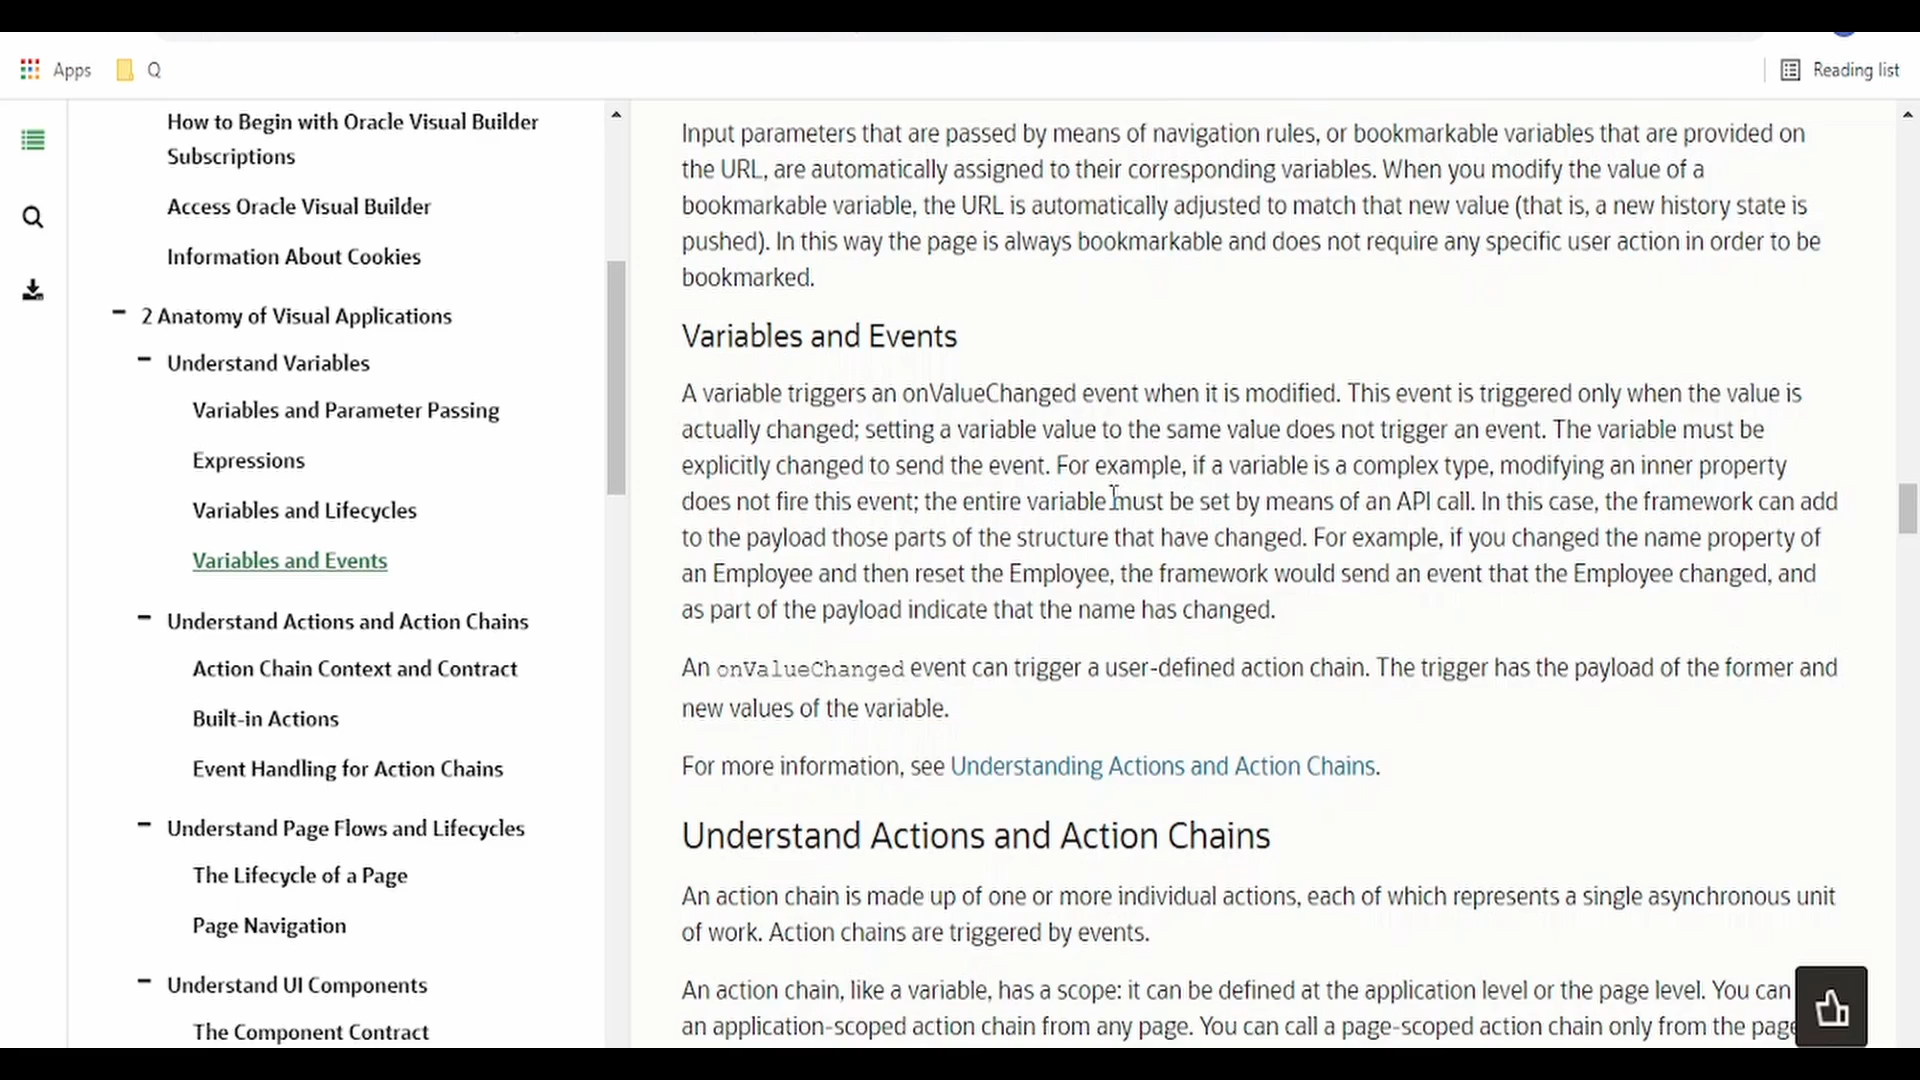 Apps
Q
Reading list
How to Begin with Oracle Visual Builder
Subscriptions
Access Oracle Visual Builder
Information About Cookies
2 Anatomy of Visual Applications
Understand Variables
Variables and Parameter Passing
Expressions
Variables and Lifecycles
Variables and Events
Understand Actions and Action Chains
Action Chain Context and Contract
Built-in Actions
Event Handling for Action Chains
Understand Page Flows and Lifecycles
The Lifecycle of a Page
Page Navigation
Understand UI Components
The Component Contract
Input parameters that are passed by means of navigation rules, or bookmarkable variables that are provided on
the URL, are automatically assigned to their corresponding variables. When you modify the value of a
bookmarkable variable, the URL is automatically adjusted to match that new value (that is, a new history state is
pushed). In this way the page is always bookmarkable and does not require any specific user action in order to be
bookmarked.
Variables and Events
A variable triggers an onValueChanged event when it is modified. This event is triggered only when the value is
actually changed; setting a variable value to the same value does not trigger an event. The variable must be
explicitly changed to send the event. For example, if a variable is a complex type, modifying an inner property
does not fire this event; the entire variable must be set by means of an API call. In this case, the framework can add
to the payload those parts of the structure that have changed. For example, if you changed the name property of
an Employee and then reset the Employee, the framework would send an event that the Employee changed, and
as part of the payload indicate that the name has changed.
An onValueChanged event can trigger a user-defined action chain. The trigger has the payload of the former and
new values of the variable.
For more information, see Understanding Actions and Action Chains.
Understand Actions and Action Chains
An action chain is made up of one or more individual actions, each of which represents a single asynchronous unit
of work. Action chains are triggered by events.
An action chain, like a variable, has a scope: it can be defined at the application level or the page level. You can
an application-scoped action chain from any page. You can call a page-scoped action chain only from the page